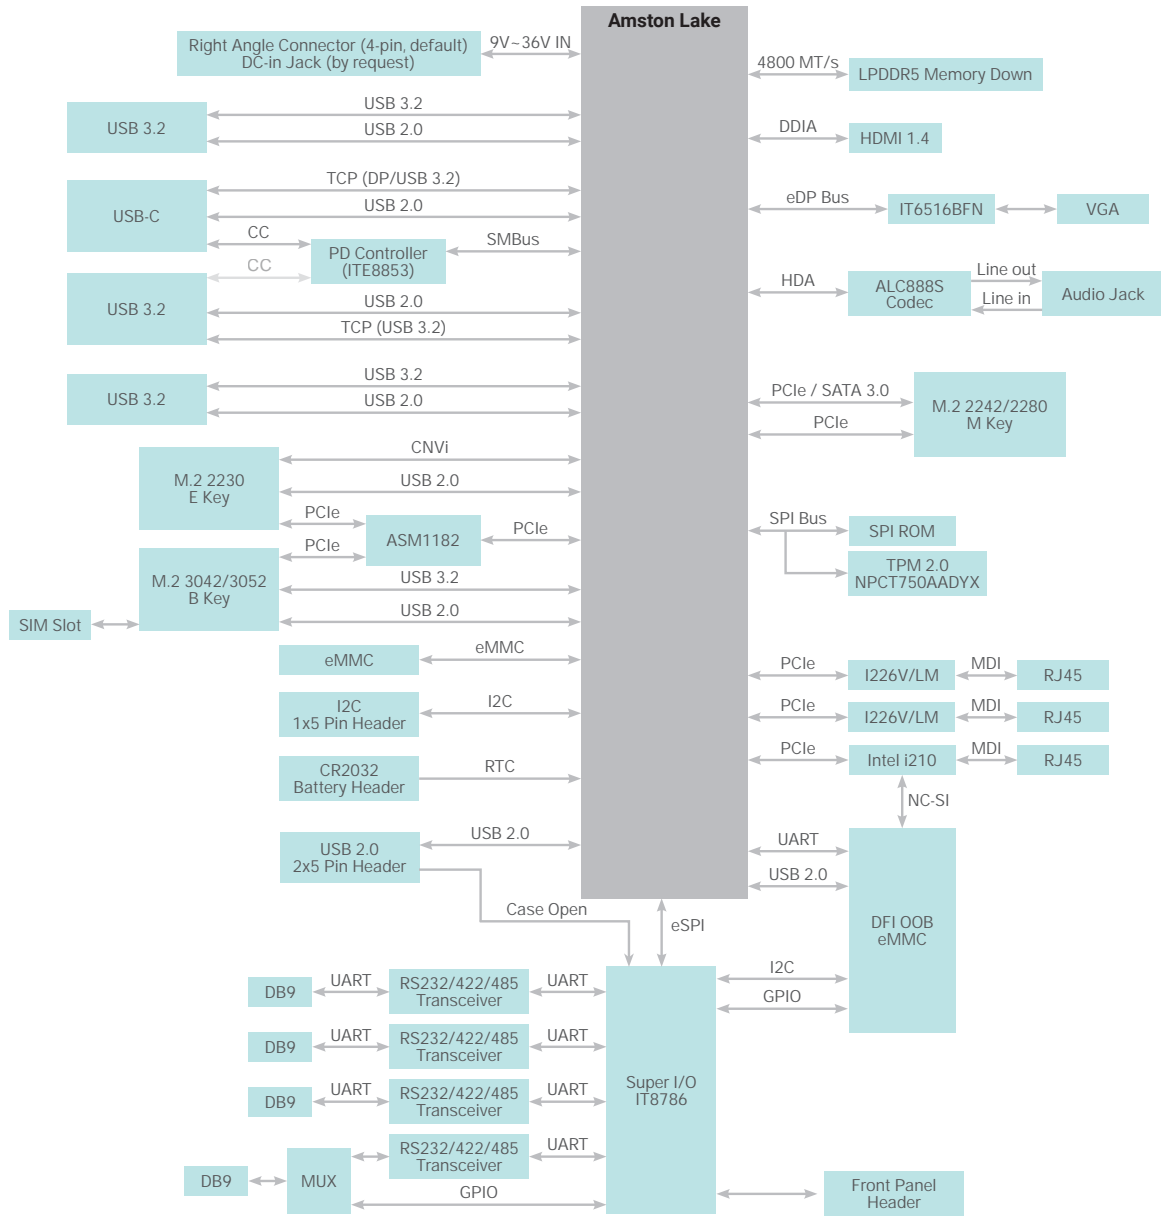 Amston Lake
Right Angle Connector (4-pin, default)
DC-in Jack (by request)
9V~36V IN
USB 3.2
USB 3.2
USB 2.0
USB-C
TCP (DP/USB 3.2)
USB 2.0
CC
PD Controller
(ITE8853)
SMBus
CC
USB 3.2
USB 2.0
TCP (USB 3.2)
USB 3.2
USB 3.2
USB 2.0
M.2 2230
E Key
CNVi
USB 2.0
PCIe
ASM1182
PCIe
PCIe
M.2 3042/3052
B Key
USB 3.2
USB 2.0
SIM Slot
eMMC
eMMC
I2C
1x5 Pin Header
I2C
CR2032
Battery Header
RTC
USB 2.0
2x5 Pin Header
USB 2.0
Case Open
eSPI
4800 MT/s
LPDDR5 Memory Down
DDIA
HDMI 1.4
eDP Bus
IT6516BFN
VGA
HDA
ALC888S
Codec
Line out
Line in
Audio Jack
PCIe / SATA 3.0
PCIe
M.2 2242/2280
M Key
SPI Bus
SPI ROM
TPM 2.0
NPCT750AADYX
PCIe
I226V/LM
MDI
RJ45
PCIe
I226V/LM
MDI
RJ45
PCIe
Intel i210
MDI
RJ45
NC-SI
UART
USB 2.0
DFI OOB
eMMC
I2C
GPIO
Super I/O
IT8786
DB9
UART
RS232/422/485
Transceiver
UART
DB9
UART
RS232/422/485
Transceiver
UART
DB9
UART
RS232/422/485
Transceiver
UART
DB9
MUX
RS232/422/485
Transceiver
UART
GPIO
Front Panel
Header